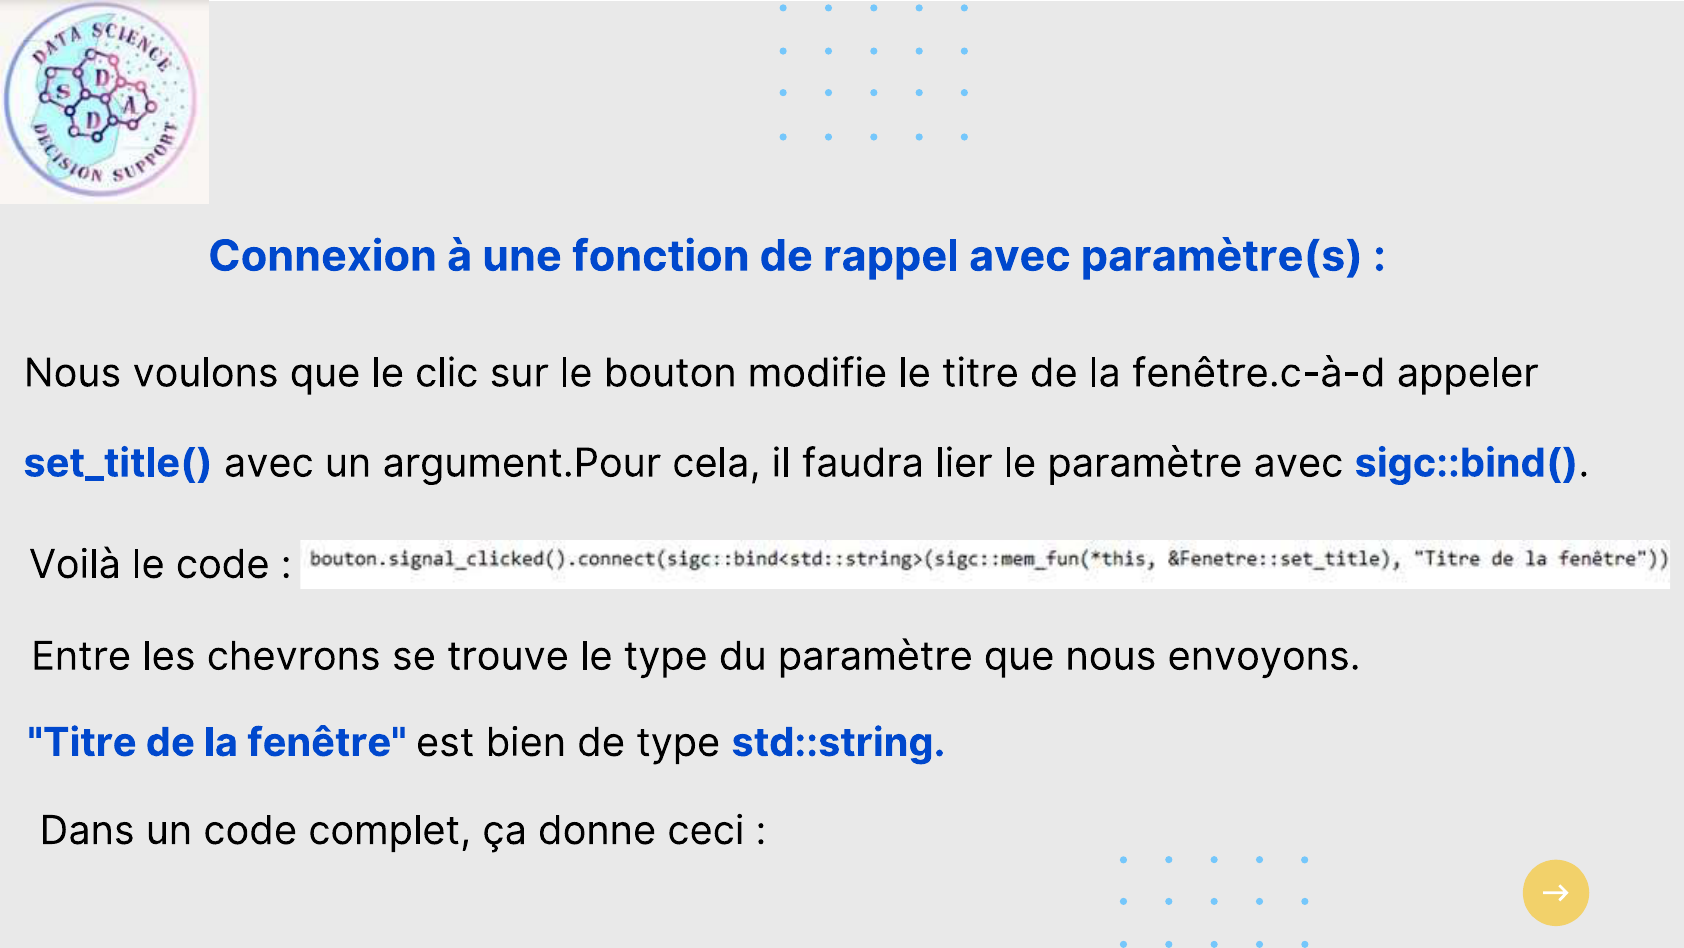 DATA SCIENCE
S D D A
DECISION SUPPORT
Connexion à une fonction de rappel avec paramètre(s) :
Nous voulons que le clic sur le bouton modifie le titre de la fenêtre.c-à-d appeler
set_title() avec un argument.Pour cela, il faudra lier le paramètre avec sigc::bind().
Voilà le code : bouton.signal_clicked().connect(sigc::bind<std::string>(sigc::mem_fun(*this, &Fenetre::set_title), "Titre de la fenêtre"))
Entre les chevrons se trouve le type du paramètre que nous envoyons.
"Titre de la fenêtre" est bien de type std::string.
Dans un code complet, ça donne ceci :